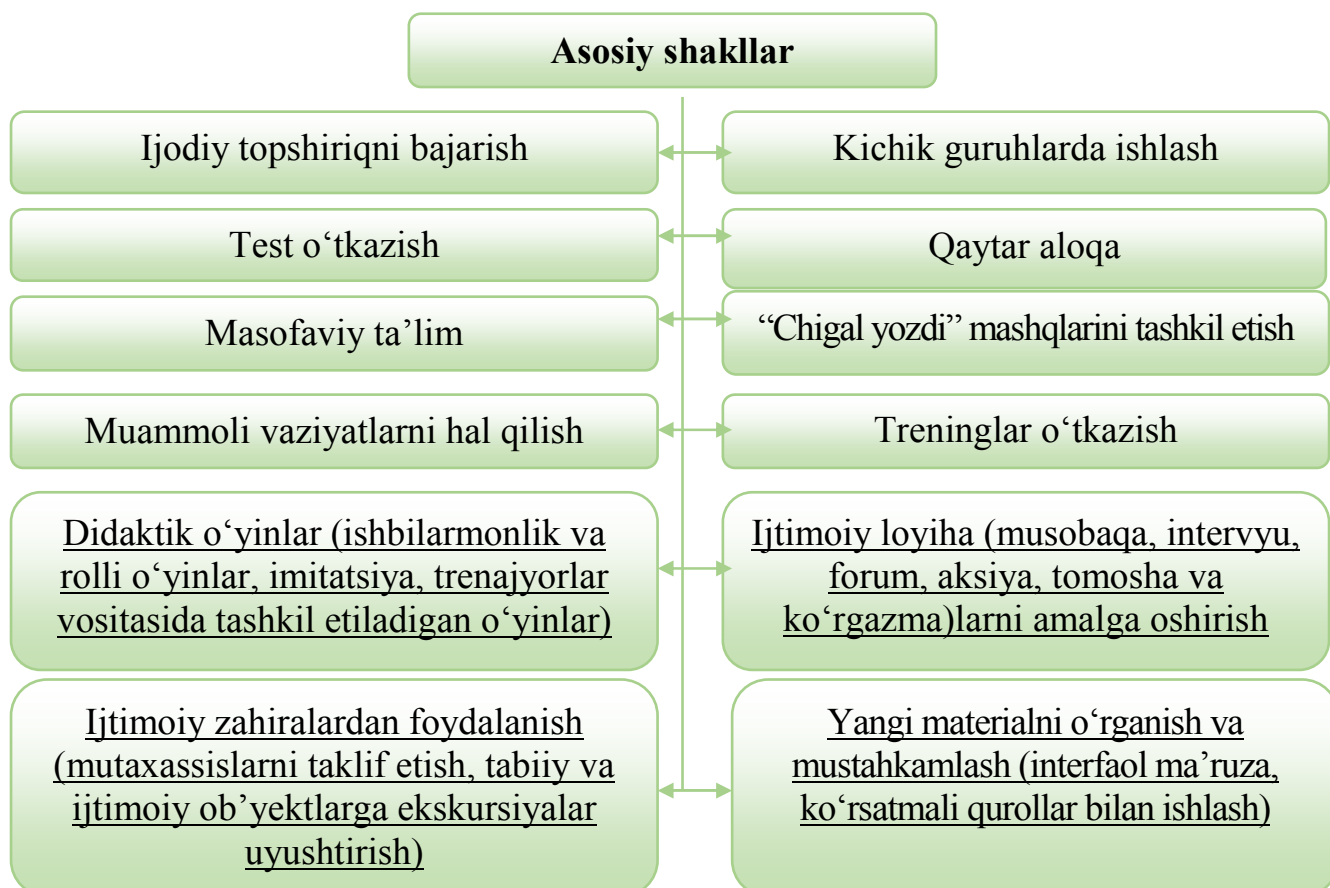 Asosiy shakllar
Ijodiy topshiriqni bajarish
Kichik guruhlarda ishlash
Test o‘tkazish
Qaytar aloqa
Masofaviy ta’lim
“Chigal yozdi” mashqlarini tashkil etish
Muammoli vaziyatlarni hal qilish
Treninglar o‘tkazish
Didaktik o‘yinlar (ishbilarmonlik va
rolli o‘yinlar, imitatsiya, trenajyorlar
vositasida tashkil etiladigan o‘yinlar)
Ijtimoiy loyiha (musobaqa, intervyu,
forum, aksiya, tomosha va
ko‘rgazma)larni amalga oshirish
Ijtimoiy zahiralardan foydalanish
(mutaxassislarni taklif etish, tabiiy va
ijtimoiy ob’yektlarga ekskursiyalar
uyushtirish)
Yangi materialni o‘rganish va
mustahkamlash (interfaol ma’ruza,
ko‘rsatmali qurollar bilan ishlash)